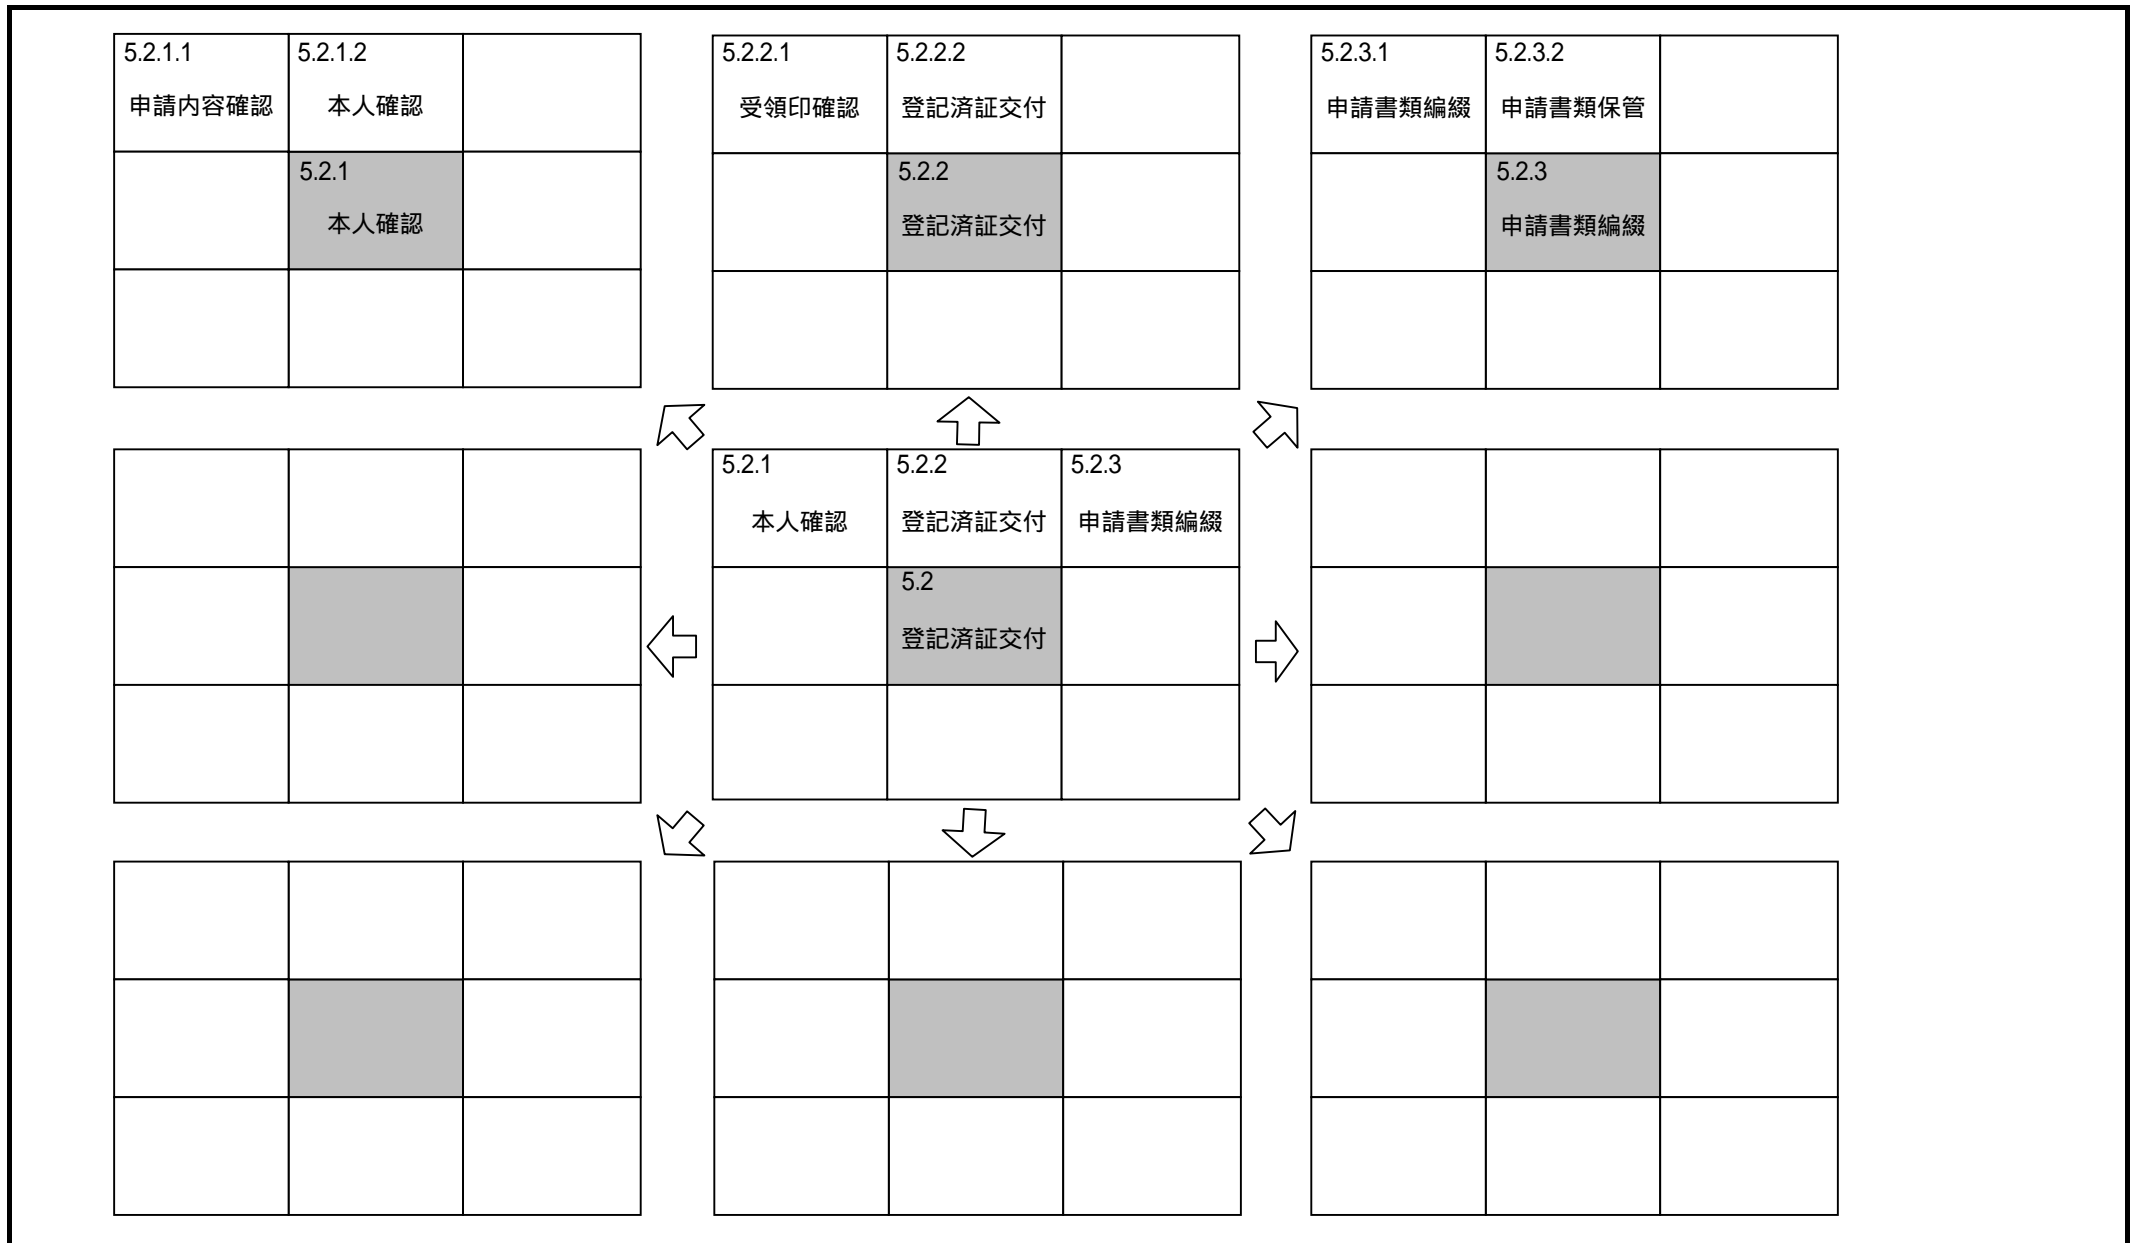 5.2.1.1
申請内容確認
5.2.1.2
本人確認
5.2.1
本人確認
5.2.2.1
受領印確認
5.2.2.2
登記済証交付
5.2.2
登記済証交付
5.2.3.1
申請書類編綴
5.2.3.2
申請書類保管
5.2.3
申請書類編綴
5.2.1
本人確認
5.2.2
登記済証交付
5.2.3
申請書類編綴
5.2
登記済証交付